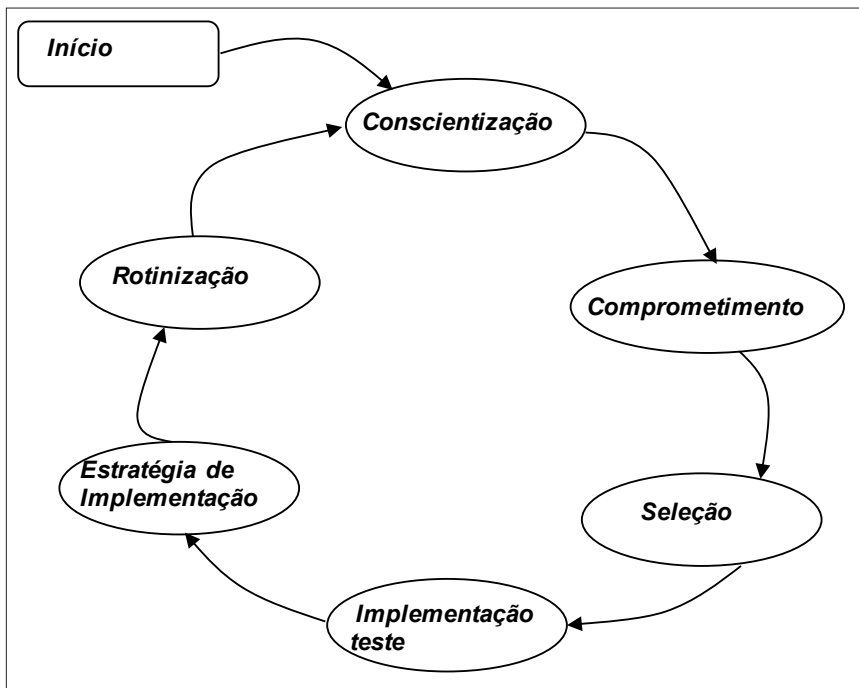 Início
Conscientização
Comprometimento
Seleção
Implementação
teste
Estratégia de
Implementação
Rotinização